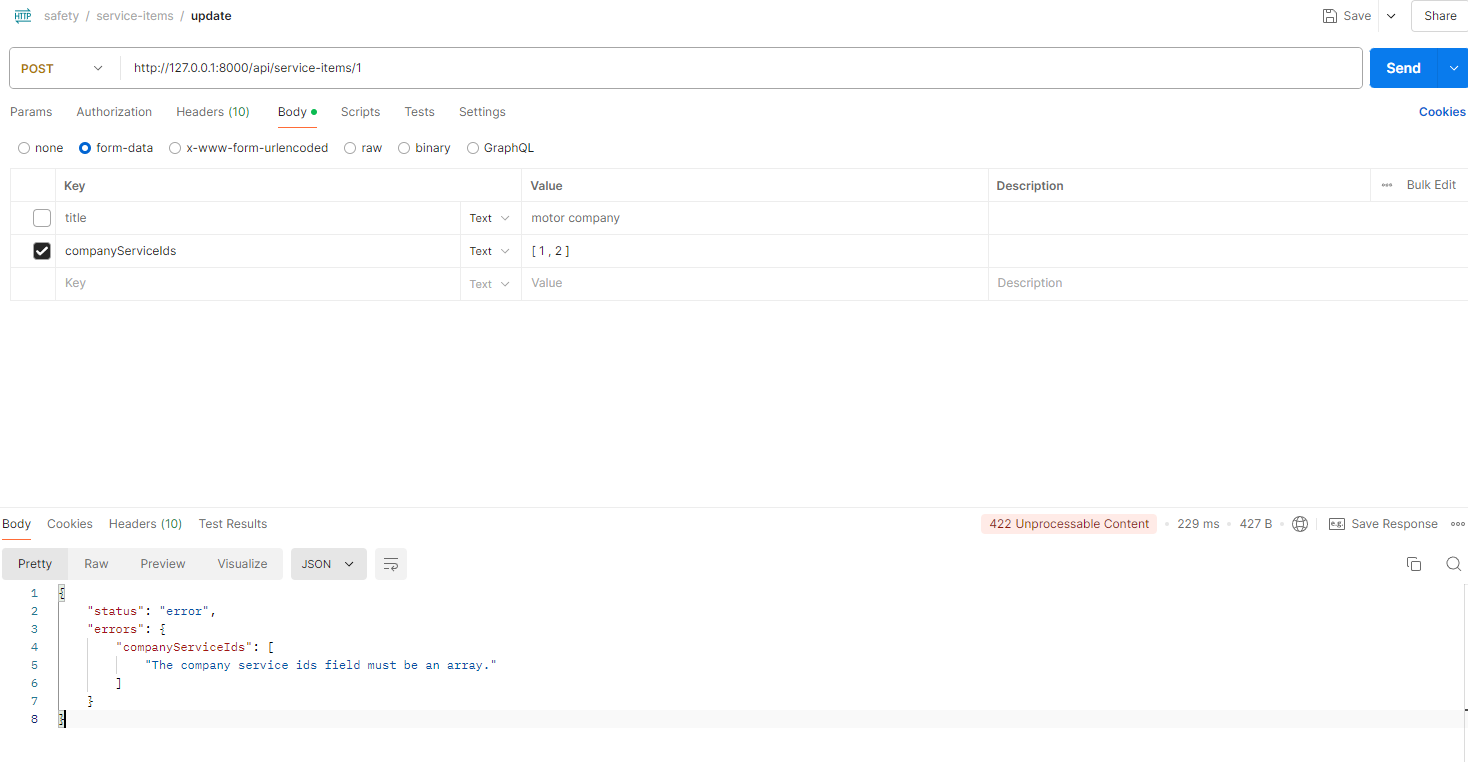 HTTP safety / service-items / update Save Share
POST http://127.0.0.1:8000/api/service-items/1 Send
Params Authorization Headers (10) Body Scripts Tests Settings Cookies
none form-data x-www-form-urlencoded raw binary GraphQL
Key Value Description Bulk Edit
title Text motor company
companyServiceIds Text [ 1 , 2 ]
Key Text Value Description
Body Cookies Headers (10) Test Results 422 Unprocessable Content 229 ms 427 B e.g. Save Response
Pretty Raw Preview Visualize JSON
1 {
2 "status": "error",
3 "errors": {
4 "companyServiceIds": [
5 "The company service ids field must be an array."
6 ]
7 }
8 }